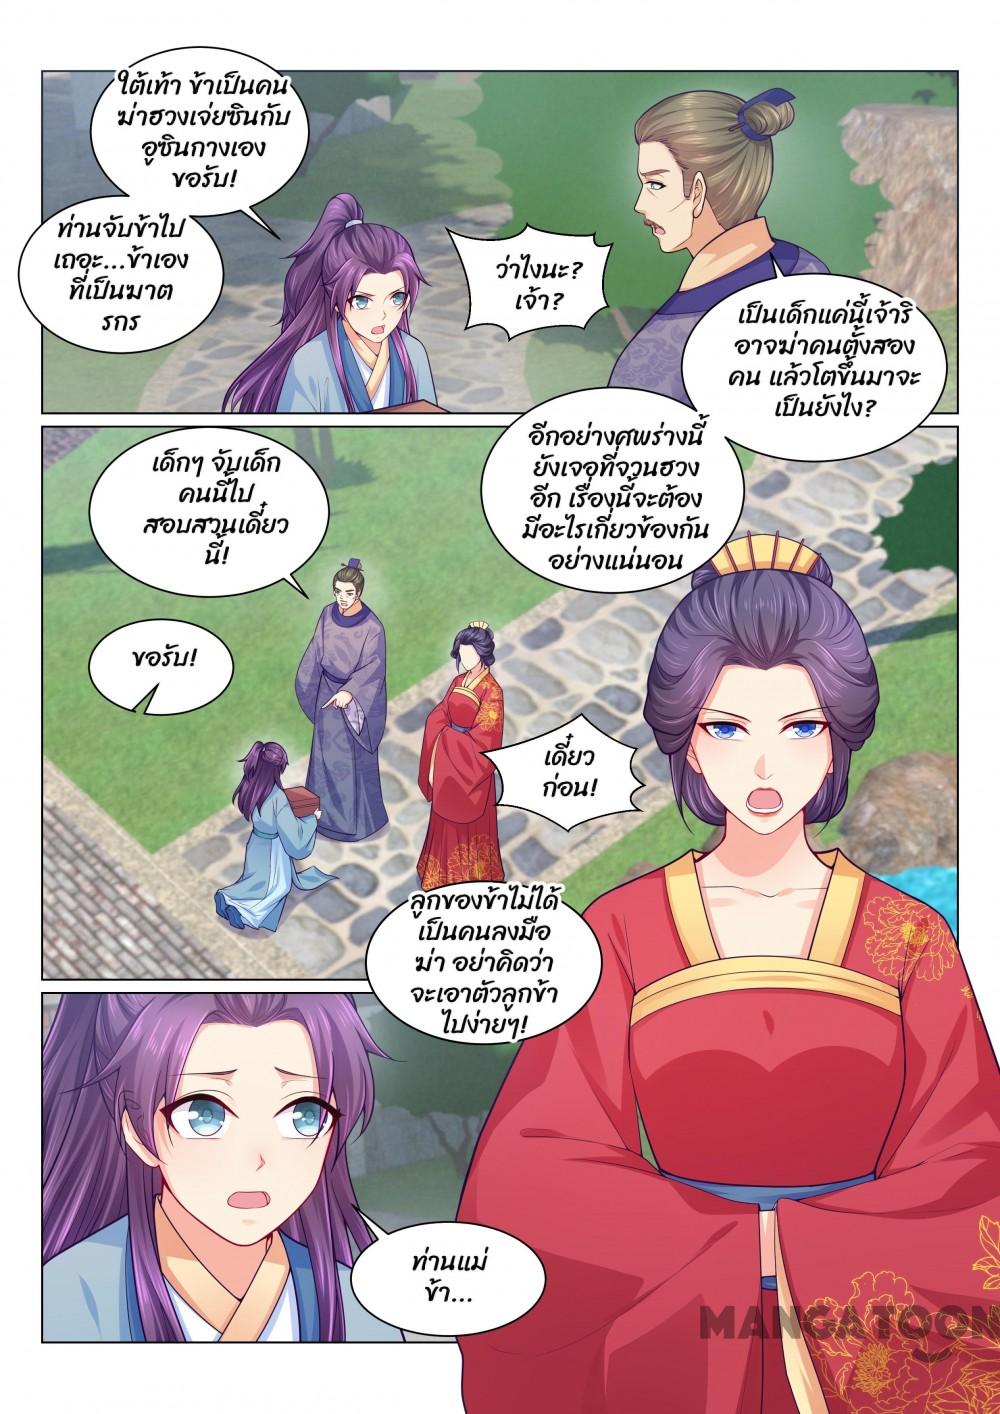 ใต้เท้า ข้าเป็นคน
ฆ่าฮวงเจ่ยซินกับ
อูซินกางเอง
ขอรับ!
ท่านจับข้าไป
เถอะ...ข้าเอง
ที่เป็นฆาต
รกร
ว่าไงนะ?
เจ้า?
เป็นเด็กแค่นี้เจ้าริ
อาจฆ่าคนตั้งสอง
คน แล้วโตขึ้นมาจะ
เป็นยังไง?
อีกอย่างศพร่างนี้
ยังเจอที่จวนฮวง
อีก เรื่องนี้จะต้อง
มีอะไรเกี่ยวข้องกัน
อย่างแน่นอน
เด็กๆ จับเด็ก
คนนี้ไป
สอบสวนเดี๋ยว
นี้!
ขอรับ!
เดี๋ยว
ก่อน!
ลูกของข้าไม่ได้
เป็นคนลงมือ
ฆ่า อย่าคิดว่า
จะเอาตัวลูกข้า
ไปง่ายๆ!
ท่านแม่
ข้า...
MANGATOON